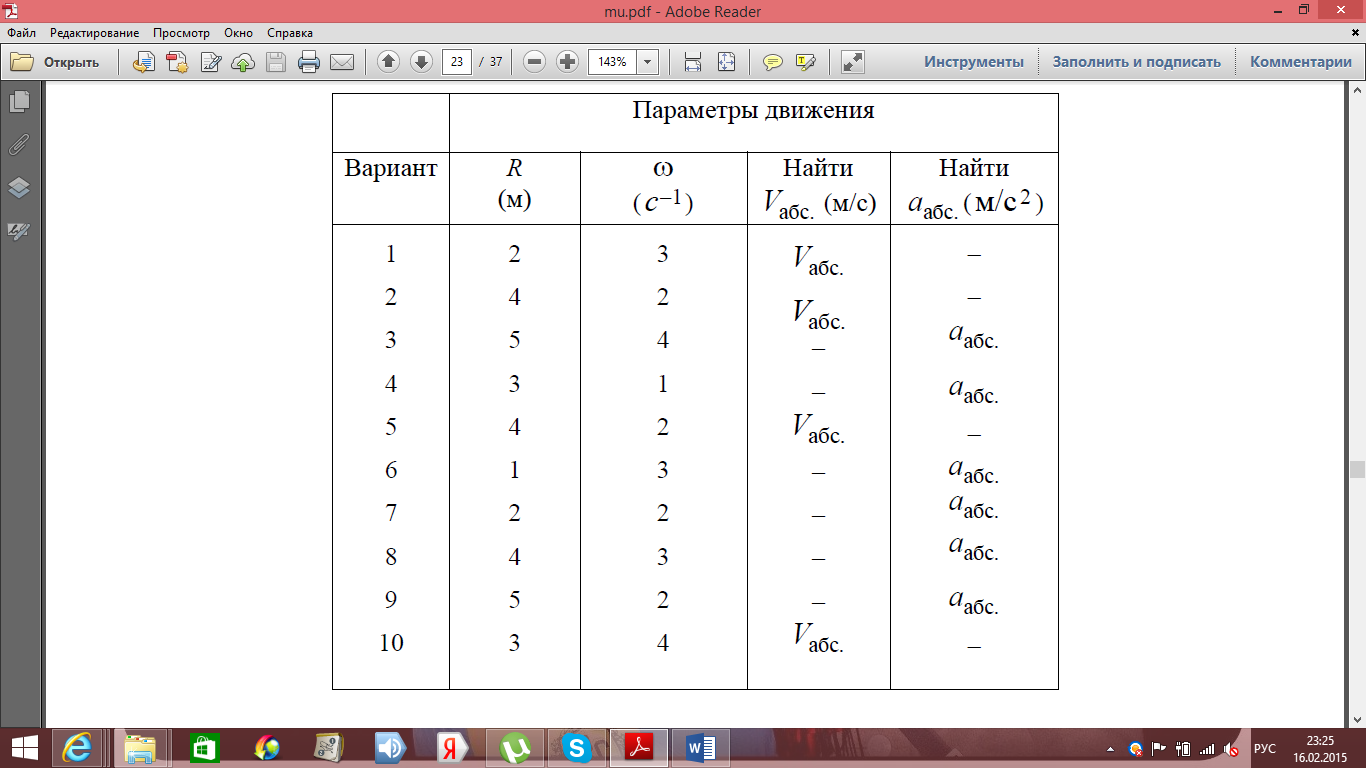 mu.pdf - Adobe Reader
Файл Редактирование Просмотр Окно Справка
Открыть 23 / 37 143% Инструменты Заполнить и подписать Комментарии
Параметры движения
Вариант R (м) ω (c⁻¹) Найти Vабс. (м/с) Найти aабс. (м/с²)
1 2 3 Vабс. –
2 4 2 Vабс. –
3 5 4 – aабс.
4 3 1 – aабс.
5 4 2 Vабс. –
6 1 3 – aабс.
7 2 2 – aабс.
8 4 3 – aабс.
9 5 2 – aабс.
10 3 4 Vабс. –
РУС
23:25
16.02.2015